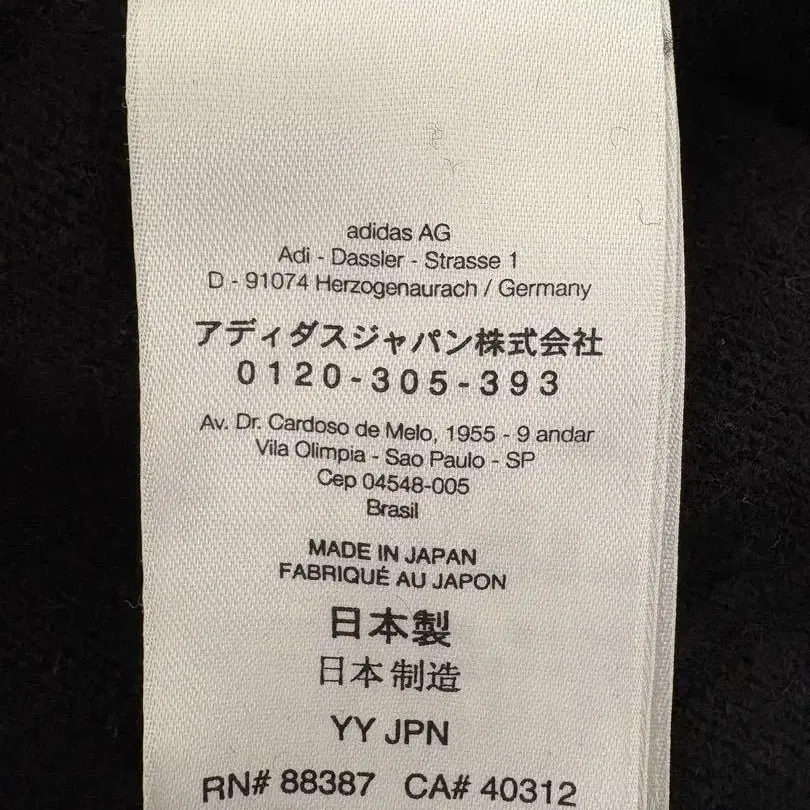 adidas AG
Adi - Dassler - Strasse 1
D - 91074 Herzogenaurach / Germany
アディダスジャパン株式会社
0120-305-393
Av. Dr. Cardoso de Melo, 1955 - 9 andar
Vila Olimpia - Sao Paulo - SP
Cep 04548-005
Brasil
MADE IN JAPAN
FABRIQUÉ AU JAPON
日本製
日本制造
YY JPN
RN# 88387 CA# 40312